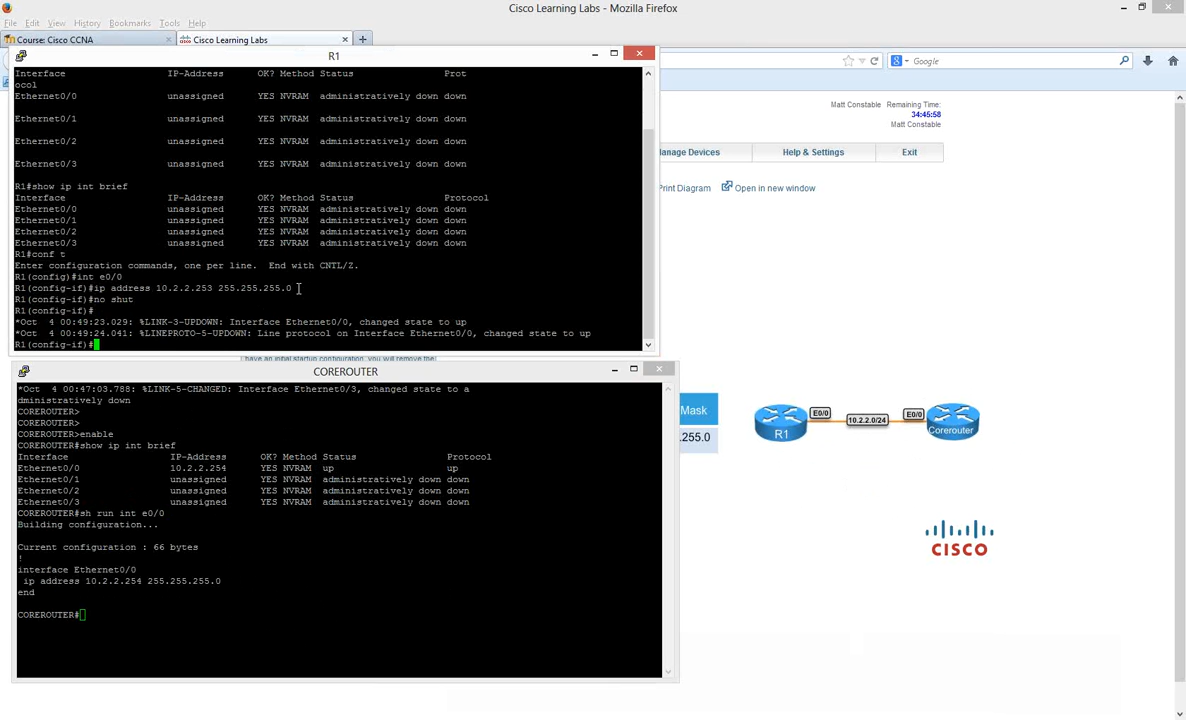 Cisco Learning Labs - Mozilla Firefox
File Edit View History Bookmarks Tools Help
Course: Cisco CCNA
Cisco Learning Labs
Google
R1
Interface IP-Address OK? Method Status Prot
ocol
Ethernet0/0 unassigned YES NVRAM administratively down down
Ethernet0/1 unassigned YES NVRAM administratively down down
Ethernet0/2 unassigned YES NVRAM administratively down down
Ethernet0/3 unassigned YES NVRAM administratively down down
R1#show ip int brief
Interface IP-Address OK? Method Status Protocol
Ethernet0/0 unassigned YES NVRAM administratively down down
Ethernet0/1 unassigned YES NVRAM administratively down down
Ethernet0/2 unassigned YES NVRAM administratively down down
Ethernet0/3 unassigned YES NVRAM administratively down down
R1#conf t
Enter configuration commands, one per line. End with CNTL/Z.
R1(config)#int e0/0
R1(config-if)#ip address 10.2.2.253 255.255.255.0
R1(config-if)#no shut
R1(config-if)#
*Oct 4 00:49:23.029: %LINK-3-UPDOWN: Interface Ethernet0/0, changed state to up
*Oct 4 00:49:24.041: %LINEPROTO-5-UPDOWN: Line protocol on Interface Ethernet0/0, changed state to up
R1(config-if)#
Matt Constable Remaining Time:
34:45:58
Matt Constable
Manage Devices Help & Settings Exit
Print Diagram Open in new window
have an initial startup configuration, you will remove the
COREROUTER
*Oct 4 00:47:03.788: %LINK-5-CHANGED: Interface Ethernet0/3, changed state to a
dministratively down
COREROUTER>
COREROUTER>
COREROUTER>enable
COREROUTER#show ip int brief
Interface IP-Address OK? Method Status Protocol
Ethernet0/0 10.2.2.254 YES NVRAM up up
Ethernet0/1 unassigned YES NVRAM administratively down down
Ethernet0/2 unassigned YES NVRAM administratively down down
Ethernet0/3 unassigned YES NVRAM administratively down down
COREROUTER#sh run int e0/0
Building configuration...
Current configuration : 66 bytes
!
interface Ethernet0/0
ip address 10.2.2.254 255.255.255.0
end
COREROUTER#
Mask
.255.0
R1
E0/0
10.2.2.0/24
E0/0
Corerouter
CISCO